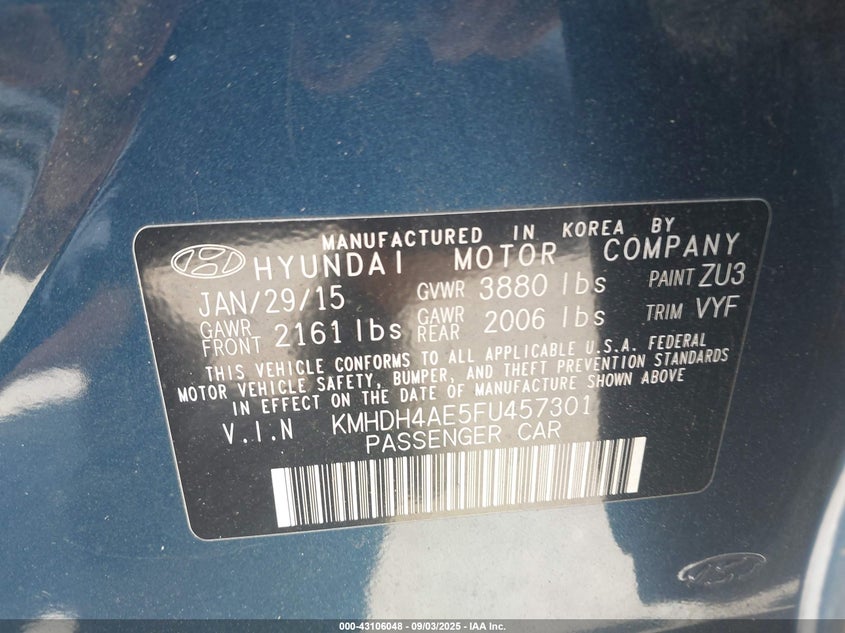 MANUFACTURED IN KOREA BY
HYUNDAI MOTOR COMPANY
JAN/29/15 GVWR 3880 lbs PAINT ZU3
GAWR FRONT 2161 lbs GAWR REAR 2006 lbs TRIM VYF
THIS VEHICLE CONFORMS TO ALL APPLICABLE U.S.A. FEDERAL
MOTOR VEHICLE SAFETY, BUMPER, AND THEFT PREVENTION STANDARDS
IN EFFECT ON THE DATE OF MANUFACTURE SHOWN ABOVE
V.I.N KMHDH4AE5FU457301
PASSENGER CAR
000-43106048 - 09/03/2025 - IAA Inc.